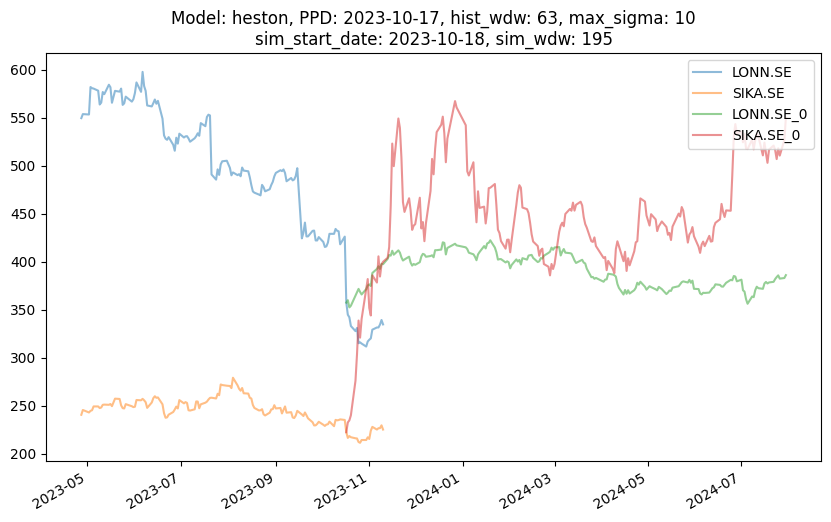 Model: heston, PPD: 2023-10-17, hist_wdw: 63, max_sigma: 10
sim_start_date: 2023-10-18, sim_wdw: 195
LONN.SE
SIKA.SE
LONN.SE_0
SIKA.SE_0
600
550
500
450
400
350
300
250
200
2023-05
2023-07
2023-09
2023-11
2024-01
2024-03
2024-05
2024-07